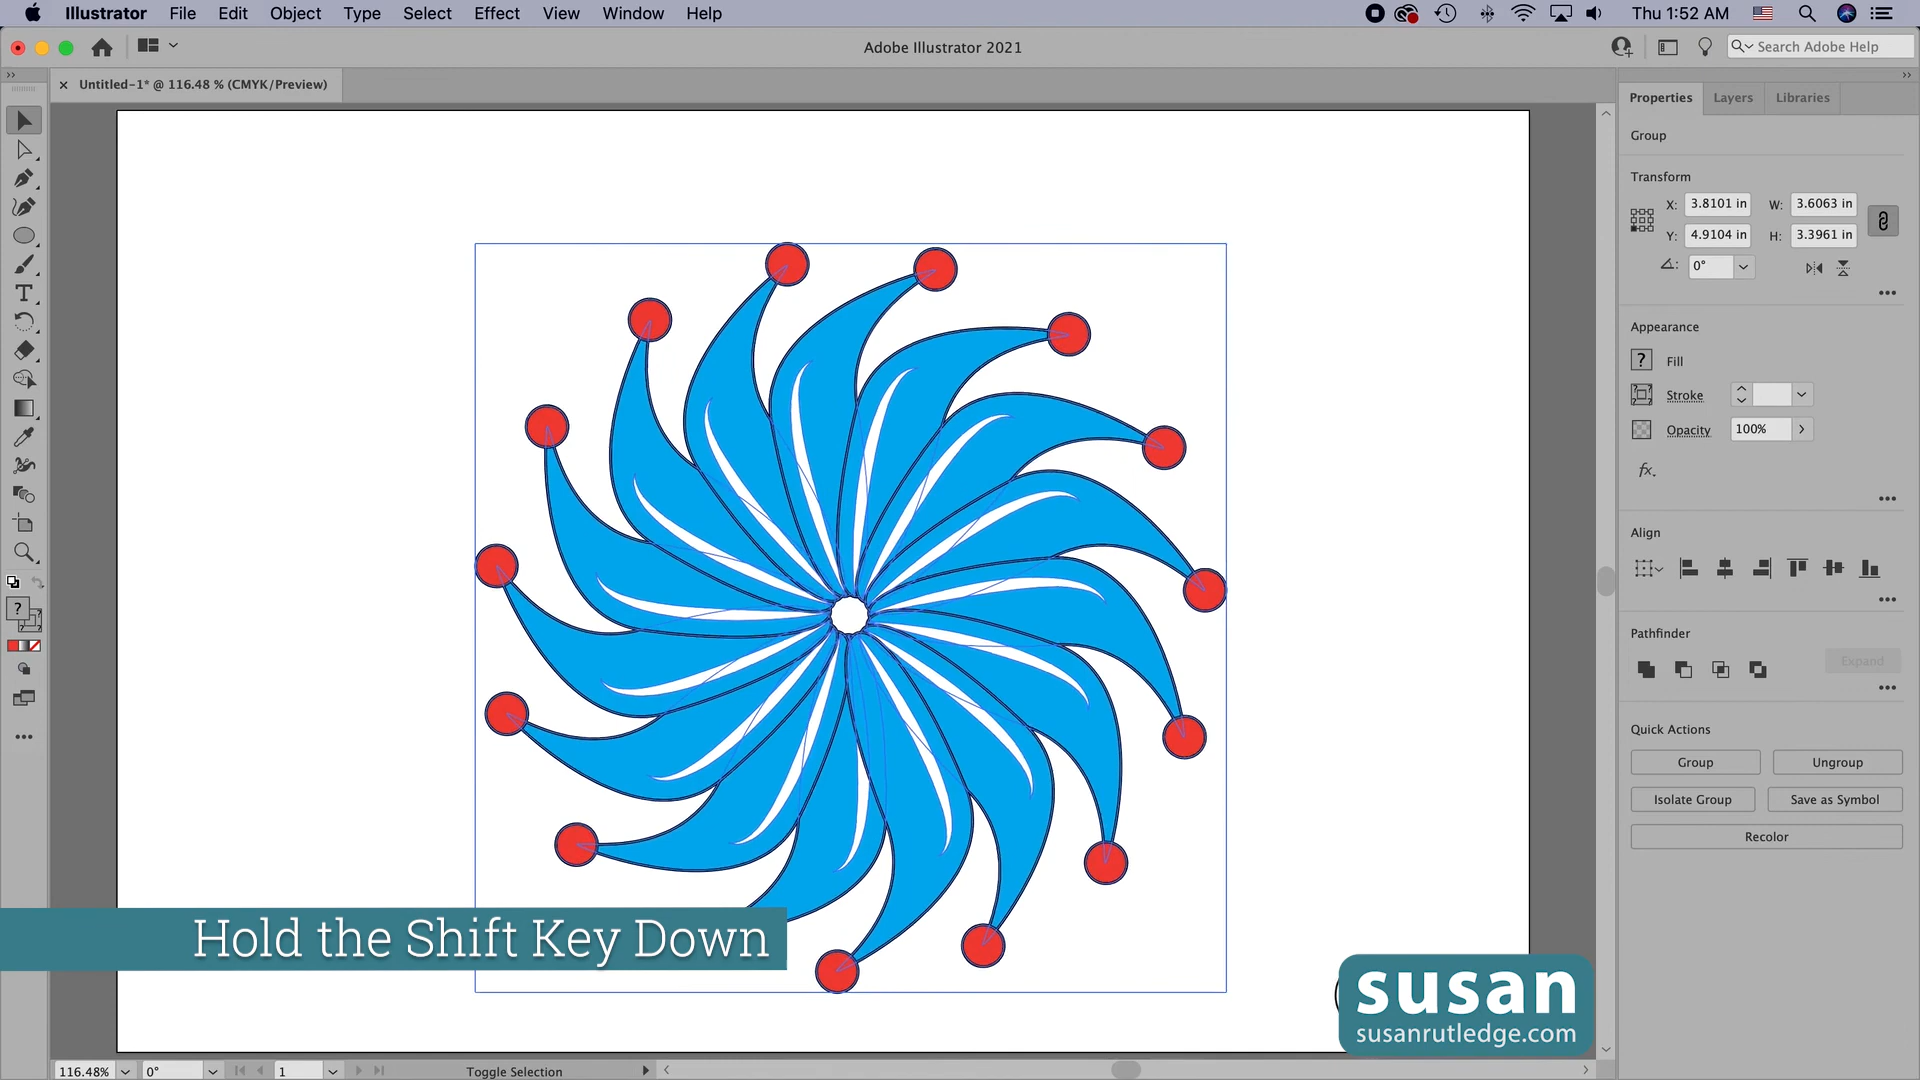 Illustrator File Edit Object Type Select Effect View Window Help Thu 1:52 AM
Adobe Illustrator 2021 Search Adobe Help
Untitled-1* @ 116.48 % (CMYK/Preview)
Properties Layers Libraries
Group
Transform
X: 3.8101 in W: 3.6063 in
Y: 4.9104 in H: 3.3961 in
0°
Appearance
? Fill
Stroke
Opacity 100%
fx.
Align
Pathfinder
Expand
Quick Actions
Group Ungroup
Isolate Group Save as Symbol
Recolor
Hold the Shift Key Down
susan
susanrutledge.com
116.48% 0° 1 Toggle Selection